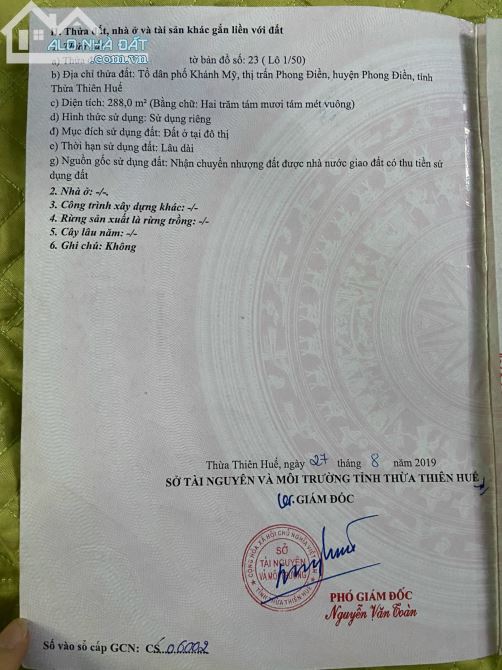 II. Thửa đất, nhà ở và tài sản khác gắn liền với đất
ALO NHÀ ĐẤT
.com.vn
a) Thửa tờ bản đồ số: 23 ( Lô 1/50)
b) Địa chỉ thửa đất: Tổ dân phố Khánh Mỹ, thị trấn Phong Điền, huyện Phong Điền, tỉnh
Thừa Thiên Huế
c) Diện tích: 288,0 m² (Bằng chữ: Hai trăm tám mươi tám mét vuông)
d) Hình thức sử dụng: Sử dụng riêng
đ) Mục đích sử dụng đất: Đất ở tại đô thị
e) Thời hạn sử dụng đất: Lâu dài
g) Nguồn gốc sử dụng đất: Nhận chuyển nhượng đất được nhà nước giao đất có thu tiền sử
dụng đất
2. Nhà ở: -/-.
3. Công trình xây dựng khác: -/-
4. Rừng sản xuất là rừng trồng: -/-
5. Cây lâu năm: -/-
6. Ghi chú: Không
ALO NHÀ ĐẤT
.com.vn
Thừa Thiên Huế, ngày 27 tháng 8 năm 2019
SỞ TÀI NGUYÊN VÀ MÔI TRƯỜNG TỈNH THỪA THIÊN HUẾ
GIÁM ĐỐC
CỘNG HÒA XÃ HỘI CHỦ NGHĨA VIỆT NAM
SỞ
TÀI NGUYÊN
VÀ MÔI TRƯỜNG
TỈNH THỪA THIÊN HUẾ
PHÓ GIÁM ĐỐC
Nguyễn Văn Toàn
Số vào sổ cấp GCN: CS